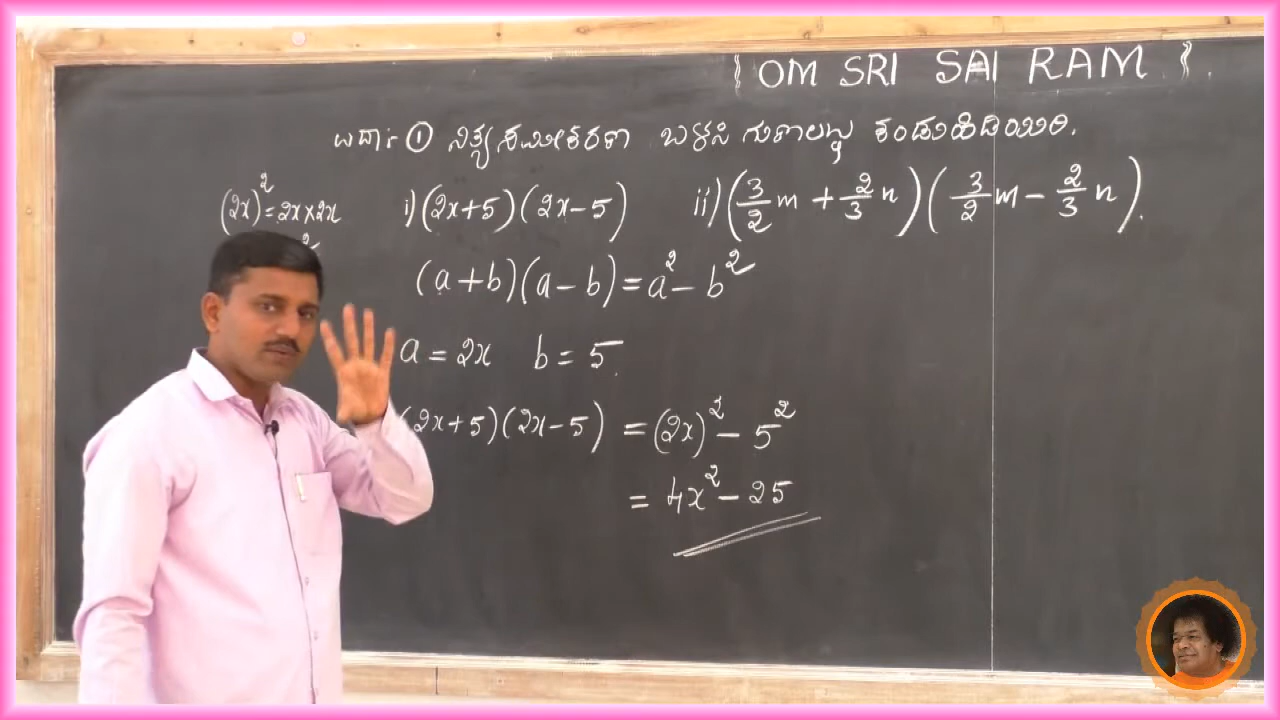 { OM SRI SAI RAM }.
ಉದಾ:- ① ನಿತ್ಯಸಮೀಕರಣ ಬಳಸಿ ಗುಣಲಬ್ಧ ಕಂಡುಹಿಡಿಯಿರಿ.
(2x)² = 2x × 2x
i) (2x+5)(2x-5)
ii) (3/2 m + 2/3 n)(3/2 m - 2/3 n).
(a+b)(a-b) = a² - b²
a = 2x b = 5.
(2x+5)(2x-5) = (2x)² - 5²
= 4x² - 25